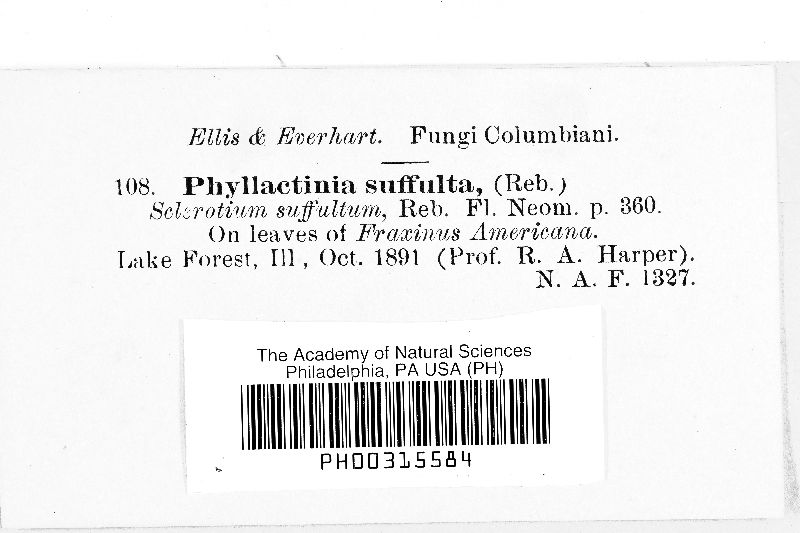 Ellis & Everhart. Fungi Columbiani.
108. Phyllactinia suffulta, (Reb.)
Sclerotium suffultum, Reb. Fl. Neom. p. 360.
On leaves of Fraxinus Americana.
Lake Forest, Ill, Oct. 1891 (Prof. R. A. Harper).
N. A. F. 1327.
The Academy of Natural Sciences
Philadelphia, PA USA (PH)
PH00315584